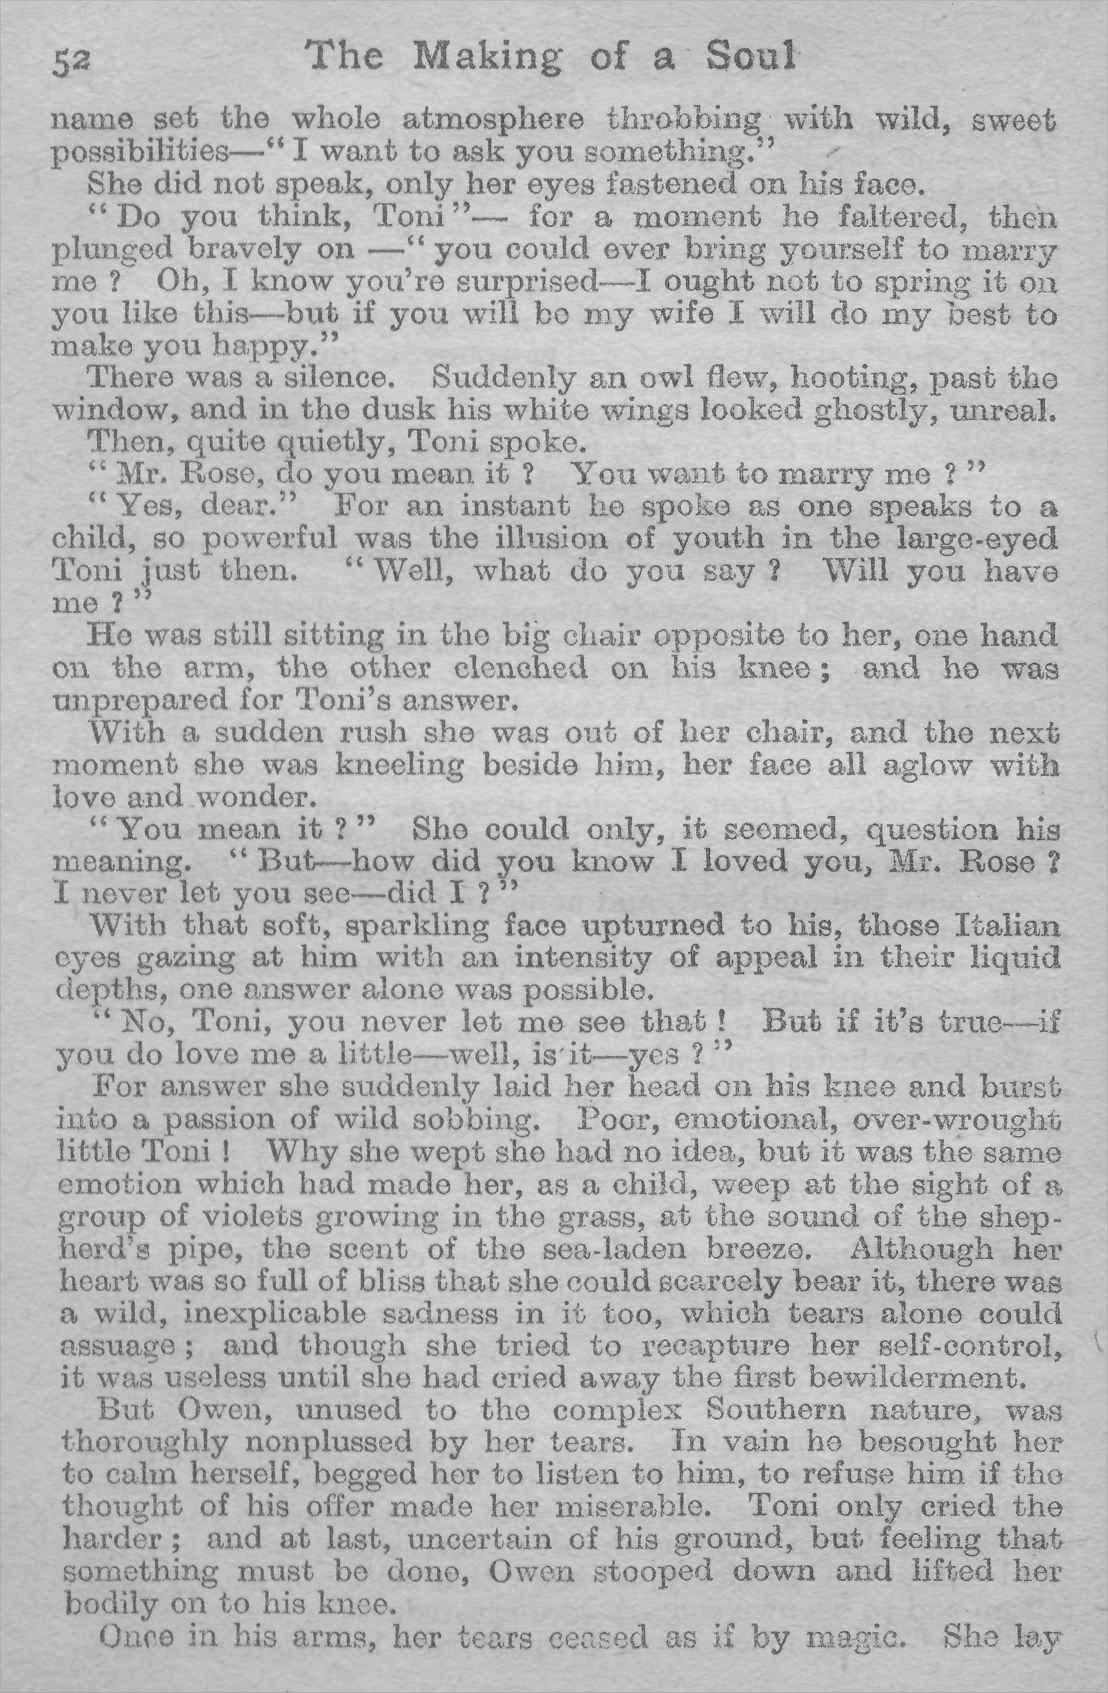 52 The Making of a Soul
name set the whole atmosphere throbbing with wild, sweet
possibilities—“ I want to ask you something.”
She did not speak, only her eyes fastened on his face.
“ Do you think, Toni ”— for a moment he faltered, then
plunged bravely on —“ you could ever bring yourself to marry
me ? Oh, I know you’re surprised—I ought not to spring it on
you like this—but if you will be my wife I will do my best to
make you happy.”
There was a silence. Suddenly an owl flew, hooting, past the
window, and in the dusk his white wings looked ghostly, unreal.
Then, quite quietly, Toni spoke.
“ Mr. Rose, do you mean it ? You want to marry me ? ”
“ Yes, dear.” For an instant he spoke as one speaks to a
child, so powerful was the illusion of youth in the large-eyed
Toni just then. “ Well, what do you say ? Will you have
me ? ”
He was still sitting in the big chair opposite to her, one hand
on the arm, the other clenched on his knee ; and he was
unprepared for Toni’s answer.
With a sudden rush she was out of her chair, and the next
moment she was kneeling beside him, her face all aglow with
love and wonder.
“ You mean it ? ” She could only, it seemed, question his
meaning. “ But—how did you know I loved you, Mr. Rose ?
I never let you see—did I ? ”
With that soft, sparkling face upturned to his, those Italian
eyes gazing at him with an intensity of appeal in their liquid
depths, one answer alone was possible.
“ No, Toni, you never let me see that ! But if it’s true—if
you do love me a little—well, is it—yes ? ”
For answer she suddenly laid her head on his knee and burst
into a passion of wild sobbing. Poor, emotional, over-wrought
little Toni ! Why she wept she had no idea, but it was the same
emotion which had made her, as a child, weep at the sight of a
group of violets growing in the grass, at the sound of the shep-
herd’s pipe, the scent of the sea-laden breeze. Although her
heart was so full of bliss that she could scarcely bear it, there was
a wild, inexplicable sadness in it too, which tears alone could
assuage ; and though she tried to recapture her self-control,
it was useless until she had cried away the first bewilderment.
But Owen, unused to the complex Southern nature, was
thoroughly nonplussed by her tears. In vain he besought her
to calm herself, begged her to listen to him, to refuse him if the
thought of his offer made her miserable. Toni only cried the
harder ; and at last, uncertain of his ground, but feeling that
something must be done, Owen stooped down and lifted her
bodily on to his knee.
Once in his arms, her tears ceased as if by magic. She lay